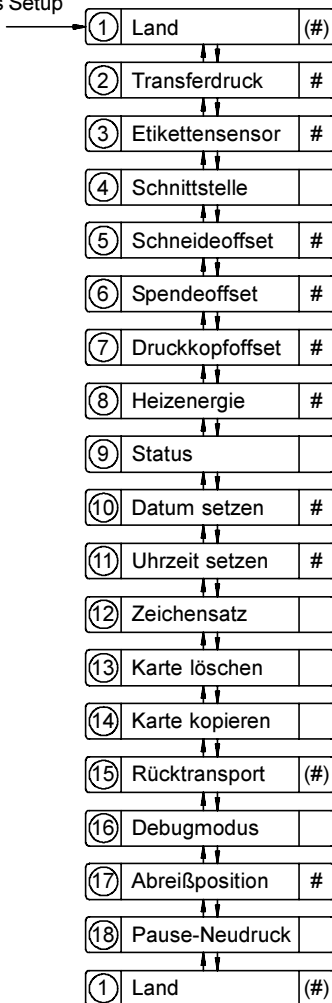 Setup
1 Land (#)
2 Transferdruck #
3 Etikettensensor #
4 Schnittstelle
5 Schneideoffset #
6 Spendeoffset #
7 Druckkopfoffset #
8 Heizenergie #
9 Status
10 Datum setzen #
11 Uhrzeit setzen #
12 Zeichensatz
13 Karte löschen
14 Karte kopieren
15 Rücktransport (#)
16 Debugmodus
17 Abreißposition #
18 Pause-Neudruck
1 Land (#)